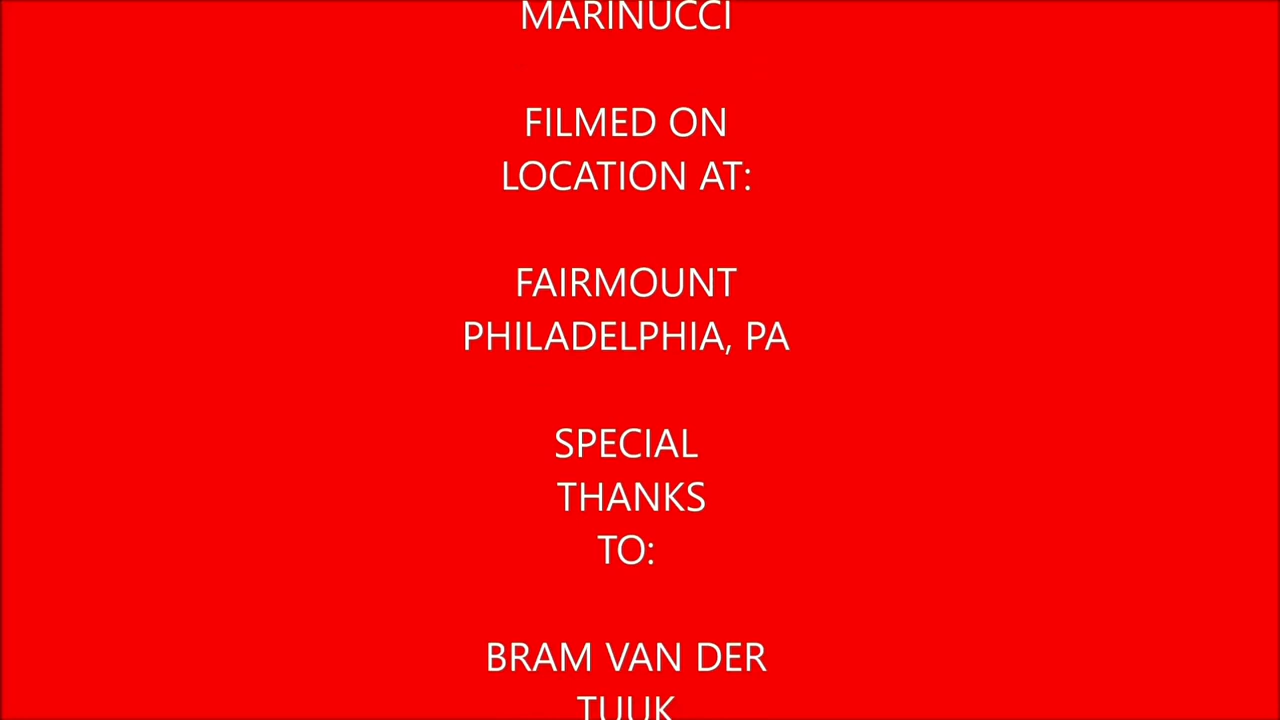 MARINUCCI
FILMED ON
LOCATION AT:
FAIRMOUNT
PHILADELPHIA, PA
SPECIAL
THANKS
TO:
BRAM VAN DER
TUUK